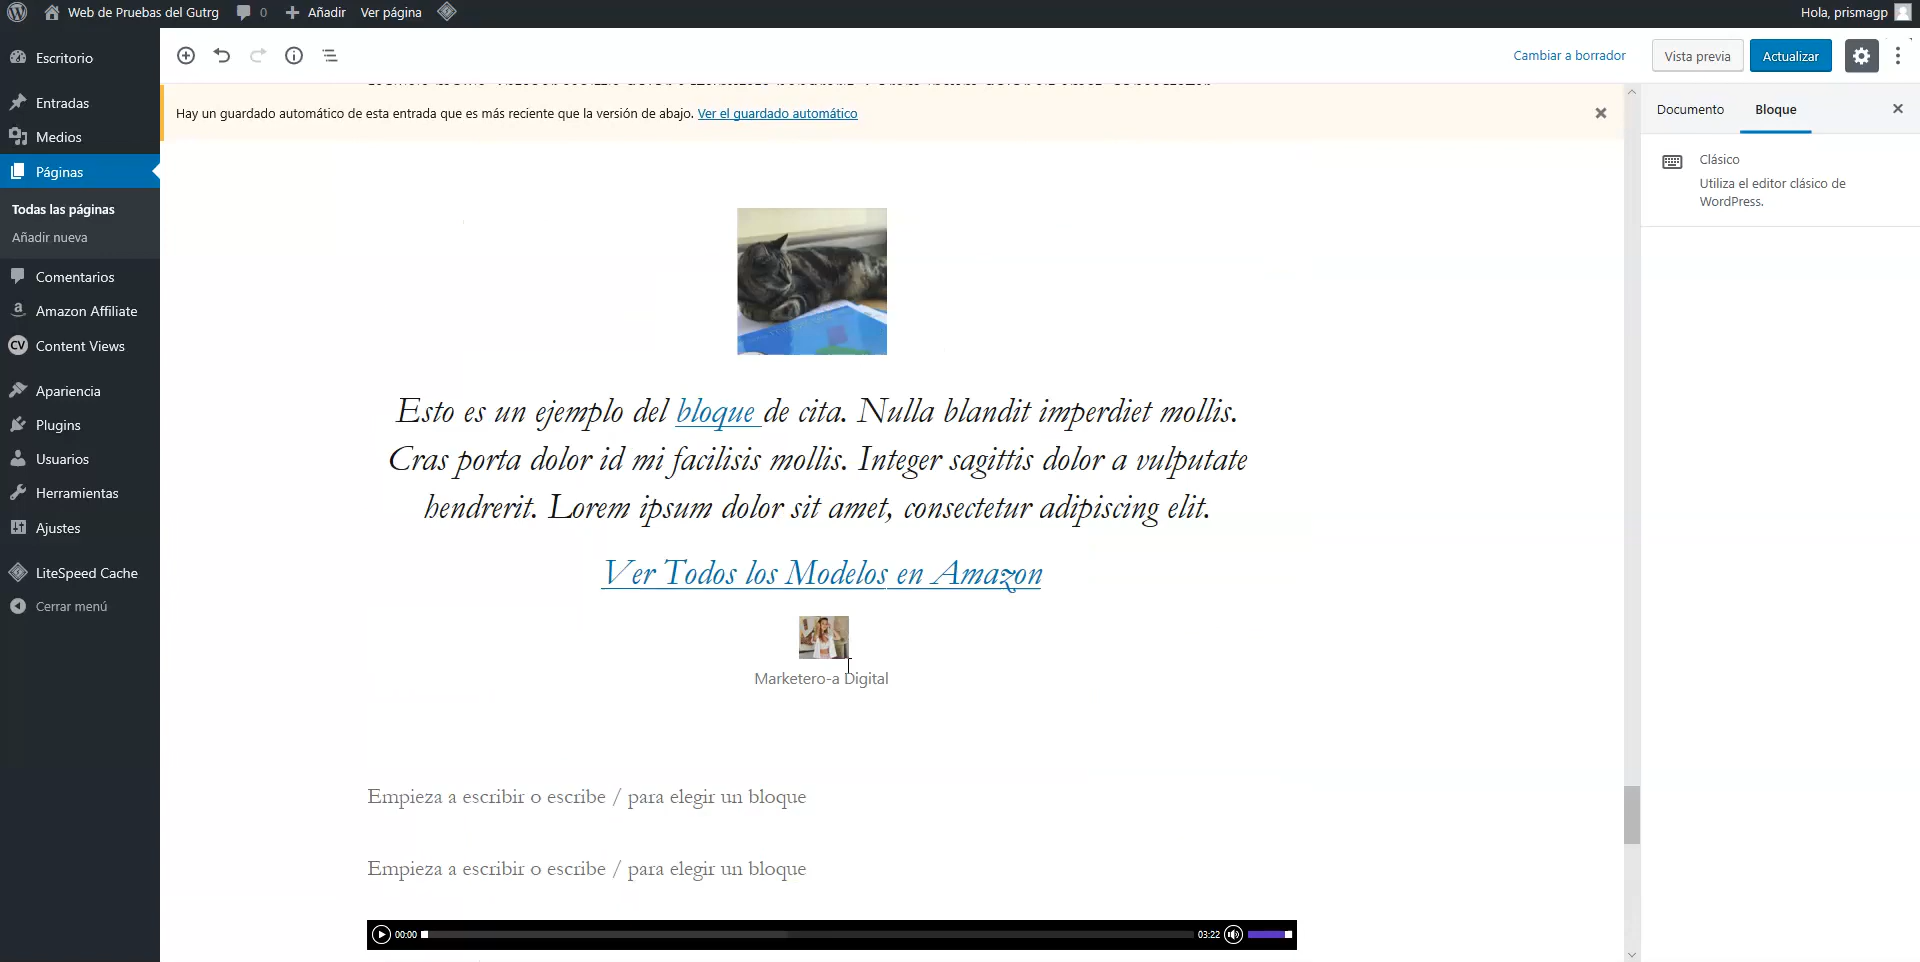 Web de Pruebas del Gutrg 0 Añadir Ver página Hola, prismagp
Escritorio
Entradas
Medios
Páginas
Todas las páginas
Añadir nueva
Comentarios
Amazon Affiliate
Content Views
Apariencia
Plugins
Usuarios
Herramientas
Ajustes
LiteSpeed Cache
Cerrar menú
Cambiar a borrador Vista previa Actualizar
Hay un guardado automático de esta entrada que es más reciente que la versión de abajo. Ver el guardado automático
Esto es un ejemplo del bloque de cita. Nulla blandit imperdiet mollis.
Cras porta dolor id mi facilisis mollis. Integer sagittis dolor a vulputate
hendrerit. Lorem ipsum dolor sit amet, consectetur adipiscing elit.
Ver Todos los Modelos en Amazon
Marketero-a Digital
Empieza a escribir o escribe / para elegir un bloque
Empieza a escribir o escribe / para elegir un bloque
00:00 03:22
Documento Bloque
Clásico
Utiliza el editor clásico de
WordPress.